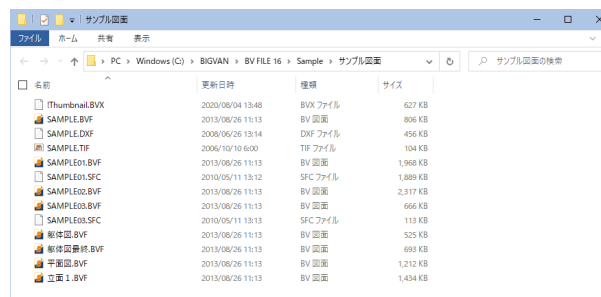 サンプル図面
ファイル ホーム 共有 表示
PC › Windows (C:) › BIGVAN › BV FILE 16 › Sample › サンプル図面 サンプル図面の検索
名前 更新日時 種類 サイズ
!Thumbnail.BVX 2020/08/04 13:48 BVX ファイル 627 KB
SAMPLE.BVF 2013/08/26 11:13 BV 図面 806 KB
SAMPLE.DXF 2008/06/26 13:14 DXF ファイル 456 KB
SAMPLE.TIF 2006/10/10 6:00 TIF ファイル 104 KB
SAMPLE01.BVF 2013/08/26 11:13 BV 図面 1,968 KB
SAMPLE01.SFC 2010/05/11 13:12 SFC ファイル 1,889 KB
SAMPLE02.BVF 2013/08/26 11:13 BV 図面 2,317 KB
SAMPLE03.BVF 2013/08/26 11:13 BV 図面 666 KB
SAMPLE03.SFC 2010/05/11 13:13 SFC ファイル 113 KB
躯体図.BVF 2013/08/26 11:13 BV 図面 525 KB
躯体図最終.BVF 2013/08/26 11:13 BV 図面 693 KB
平面図.BVF 2013/08/26 11:13 BV 図面 1,212 KB
立面１.BVF 2013/08/26 11:13 BV 図面 1,434 KB